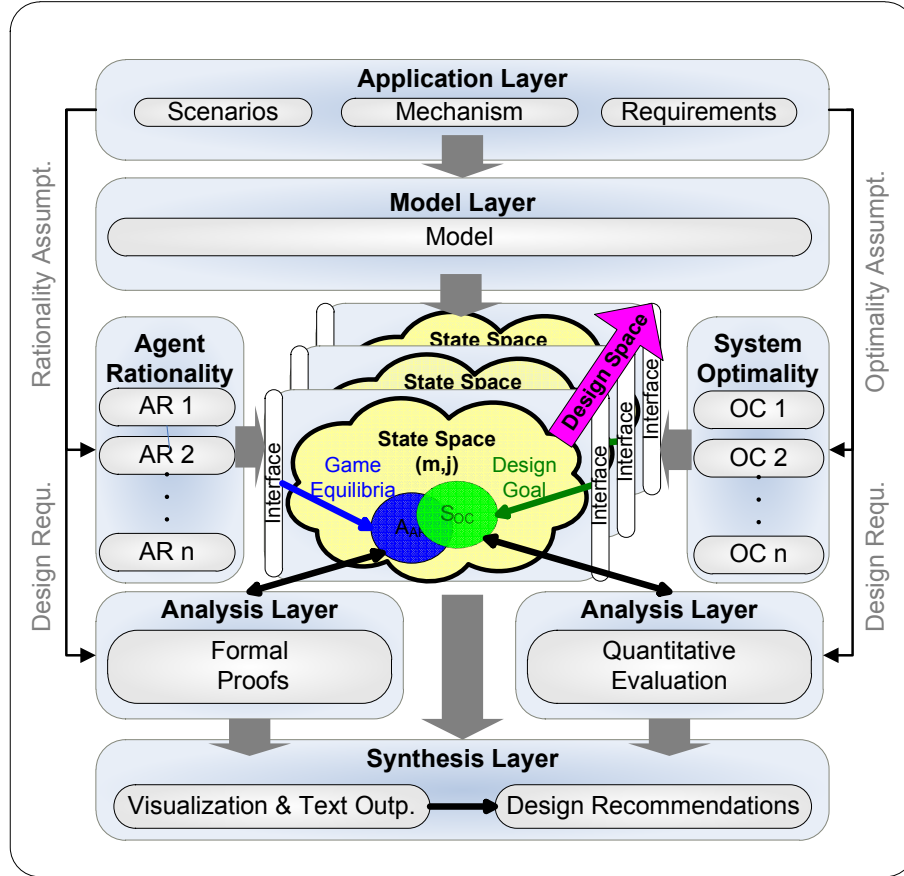 Application Layer
Scenarios
Mechanism
Requirements
Model Layer
Model
Rationality Assumpt.
Optimality Assumpt.
Design Requ.
Design Requ.
Agent
Rationality
AR 1
AR 2
AR n
State Space
State Space
State Space
(m,j)
Design Space
Interface
Interface
Interface
Interface
Game
Equilibria
Design
Goal
S_OC
System
Optimality
OC 1
OC 2
OC n
Analysis Layer
Formal
Proofs
Analysis Layer
Quantitative
Evaluation
Synthesis Layer
Visualization & Text Outp.
Design Recommendations